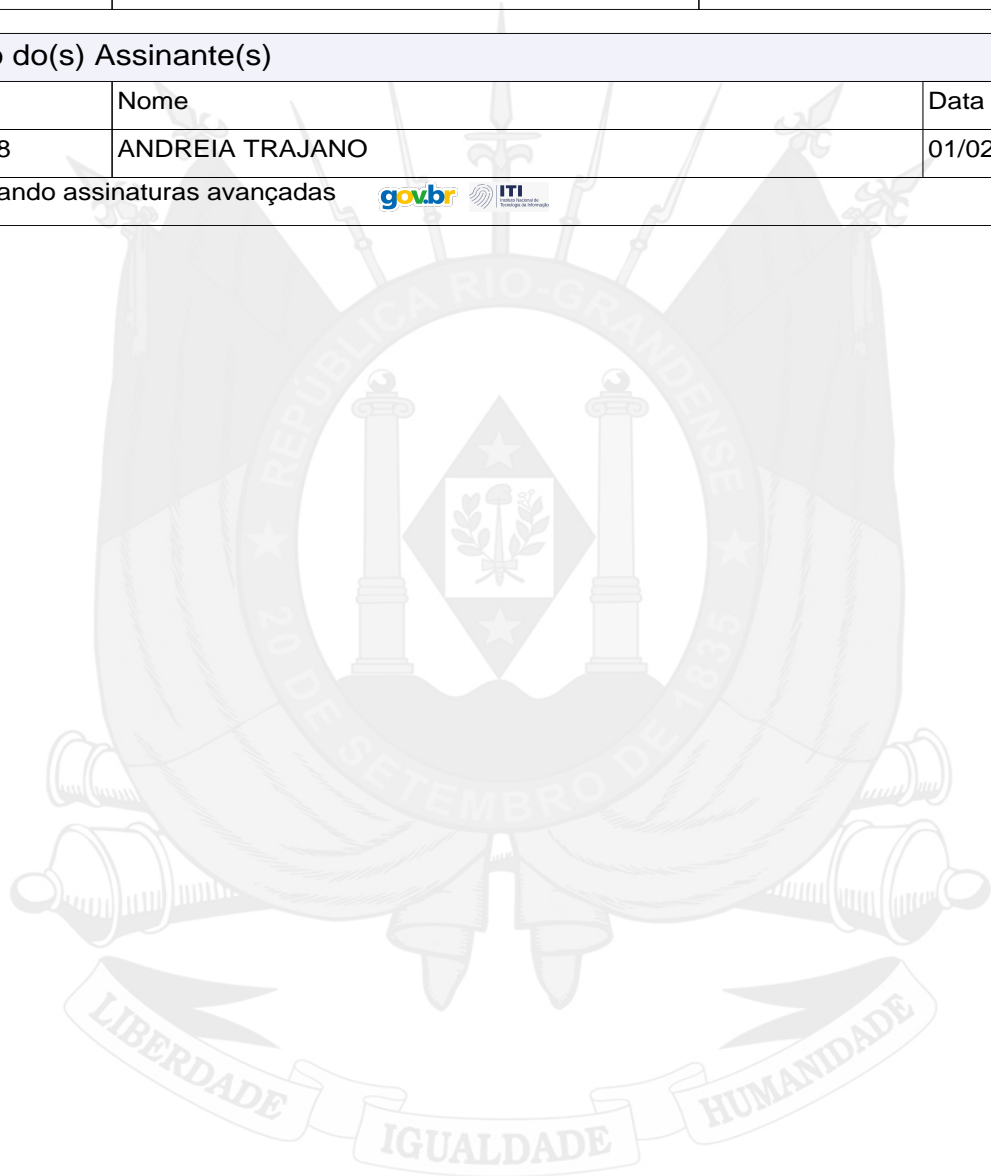 o do(s) Assinante(s)
Nome Data
8 ANDREIA TRAJANO 01/02
ando assinaturas avançadas gov.br ITI
REPÚBLICA RIO-GRANDENSE
20 DE SETEMBRO DE 1835
LIBERDADE IGUALDADE HUMANIDADE